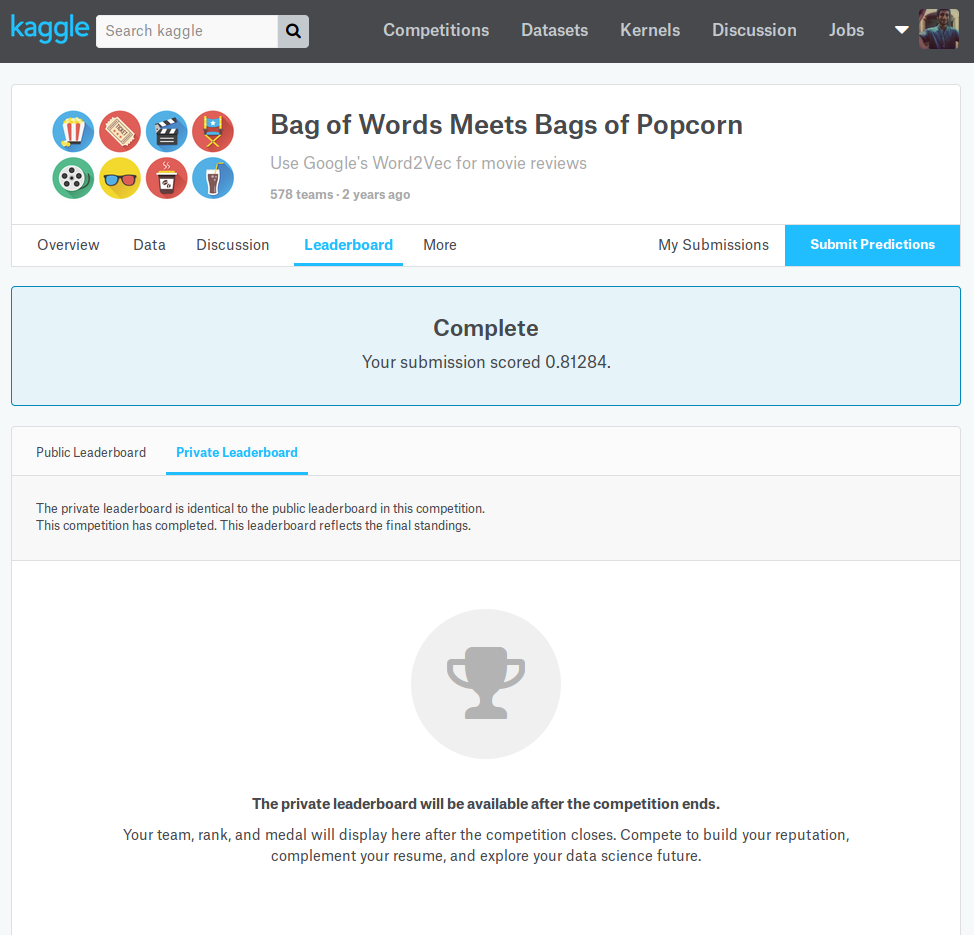 kaggle
Search kaggle
Competitions Datasets Kernels Discussion Jobs
TICKET
Bag of Words Meets Bags of Popcorn
Use Google's Word2Vec for movie reviews
578 teams · 2 years ago
Overview Data Discussion Leaderboard More My Submissions Submit Predictions
Complete
Your submission scored 0.81284.
Public Leaderboard Private Leaderboard
The private leaderboard is identical to the public leaderboard in this competition.
This competition has completed. This leaderboard reflects the final standings.
The private leaderboard will be available after the competition ends.
Your team, rank, and medal will display here after the competition closes. Compete to build your reputation,
complement your resume, and explore your data science future.